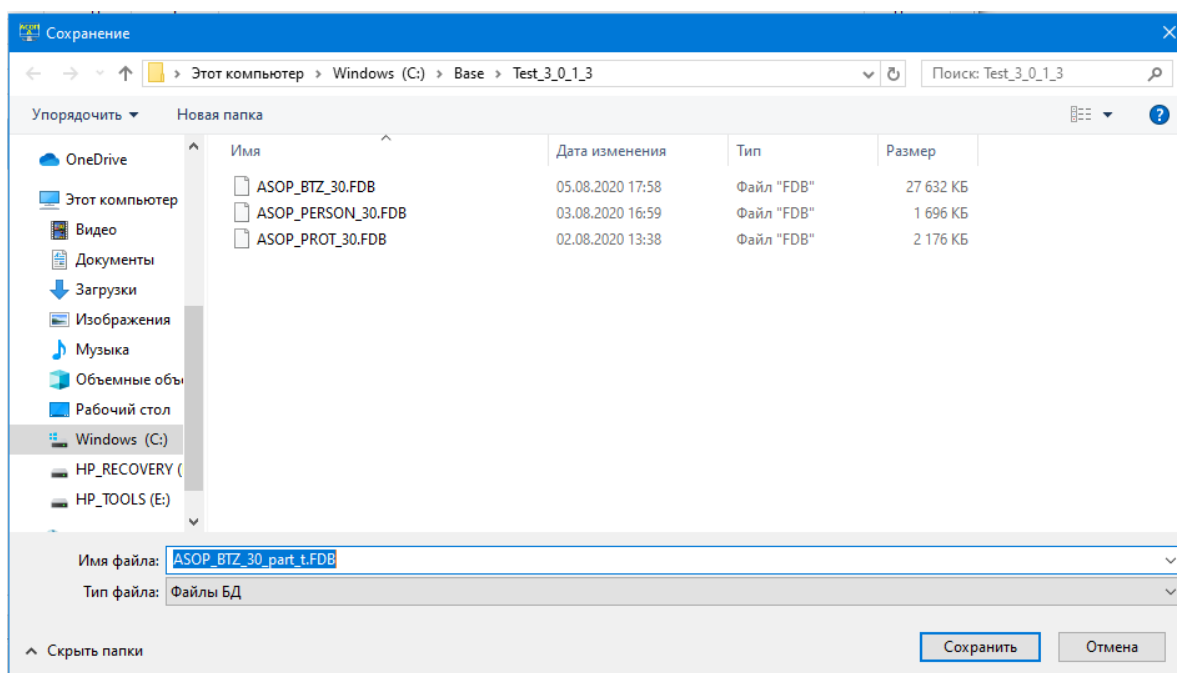 Сохранение
Этот компьютер > Windows (C:) > Base > Test_3_0_1_3
Поиск: Test_3_0_1_3
Упорядочить Новая папка
Имя Дата изменения Тип Размер
OneDrive
Этот компьютер
Видео
Документы
Загрузки
Изображения
Музыка
Объемные объ
Рабочий стол
Windows (C:)
HP_RECOVERY (
HP_TOOLS (E:)
ASOP_BTZ_30.FDB 05.08.2020 17:58 Файл "FDB" 27 632 КБ
ASOP_PERSON_30.FDB 03.08.2020 16:59 Файл "FDB" 1 696 КБ
ASOP_PROT_30.FDB 02.08.2020 13:38 Файл "FDB" 2 176 КБ
Имя файла: ASOP_BTZ_30_part_t.FDB
Тип файла: Файлы БД
Скрыть папки Сохранить Отмена